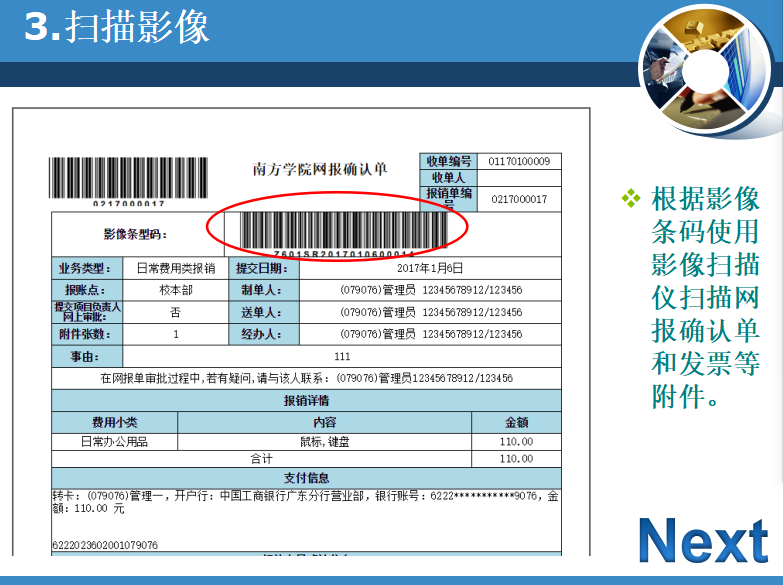 3.扫描影像
0217000017
南方学院网报确认单
收单编号 01170100009
收单人
报销单编号 0217000017
影像条型码：
7601SR2017010600014
业务类型： 日常费用类报销 提交日期： 2017年1月6日
报账点： 校本部 制单人： (079076)管理员 12345678912/123456
提交项目负责人网上审批： 否 送单人： (079076)管理员 12345678912/123456
附件张数： 1 经办人： (079076)管理员 12345678912/123456
事由： 111
在网报单审批过程中,若有疑问,请与该人联系：(079076)管理员12345678912/123456
报销详情
费用小类 内容 金额
日常办公用品 鼠标,键盘 110.00
合计 110.00
支付信息
转卡：(079076)管理一，开户行：中国工商银行广东分行营业部，银行账号：6222***********9076，金
额：110.00 元
6222023602001079076
根据影像
条码使用
影像扫描
仪扫描网
报确认单
和发票等
附件。
Next